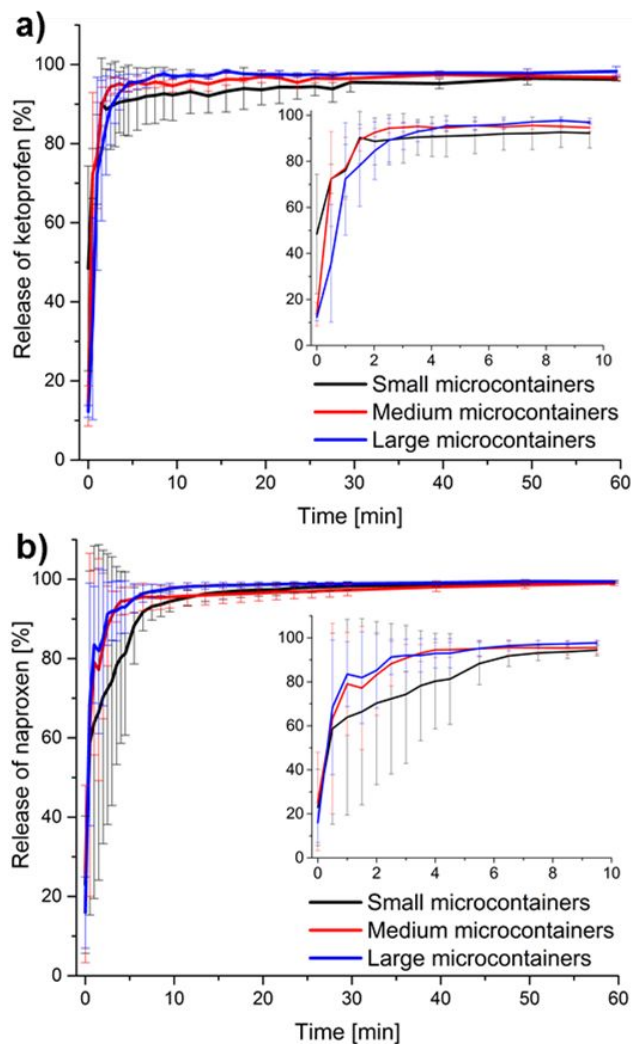 a)
Release of ketoprofen [%]
100
80
60
40
20
0
100
80
60
40
20
0
0 2 4 6 8 10
Small microcontainers
Medium microcontainers
Large microcontainers
0 10 20 30 40 50 60
Time [min]
b)
Release of naproxen [%]
100
80
60
40
20
0
100
80
60
40
20
0
0 2 4 6 8 10
Small microcontainers
Medium microcontainers
Large microcontainers
0 10 20 30 40 50 60
Time [min]